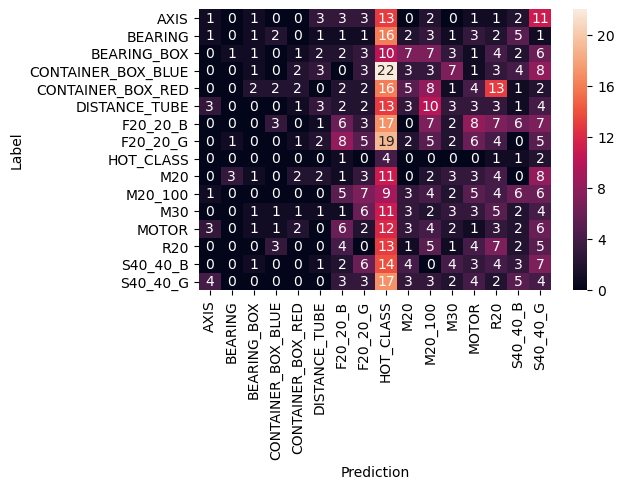 AXIS 1 0 1 0 0 3 3 3 13 0 2 0 1 1 2 11
BEARING 1 0 1 2 0 1 1 1 16 2 3 1 3 2 5 1
BEARING_BOX 0 1 1 0 1 2 2 3 10 7 7 3 1 4 2 6
CONTAINER_BOX_BLUE 0 0 1 0 2 3 0 3 22 3 3 7 1 3 4 8
CONTAINER_BOX_RED 0 0 2 2 2 0 2 2 16 5 8 1 4 13 1 2
DISTANCE_TUBE 3 0 0 0 1 3 2 2 13 3 10 3 3 3 1 4
F20_20_B 0 0 0 3 0 1 6 3 17 0 7 2 8 7 6 7
F20_20_G 0 1 0 0 1 2 8 5 19 2 5 2 6 4 0 5
HOT_CLASS 0 0 0 0 0 0 1 0 4 0 0 0 0 1 1 2
M20 0 3 1 0 2 2 1 3 11 0 2 3 3 4 0 8
M20_100 1 0 0 0 0 0 5 7 9 3 4 2 5 4 6 6
M30 0 0 1 1 1 1 1 6 11 3 2 3 3 5 2 4
MOTOR 3 0 1 1 2 0 6 2 12 3 4 2 1 3 2 6
R20 0 0 0 3 0 0 4 0 13 1 5 1 4 7 2 5
S40_40_B 0 0 1 0 0 1 2 6 14 4 0 4 3 4 3 7
S40_40_G 4 0 0 0 0 0 3 3 17 3 3 2 4 2 5 4
Label
AXIS
BEARING
BEARING_BOX
CONTAINER_BOX_BLUE
CONTAINER_BOX_RED
DISTANCE_TUBE
F20_20_B
F20_20_G
HOT_CLASS
M20
M20_100
M30
MOTOR
R20
S40_40_B
S40_40_G
Prediction
20
16
12
8
4
0